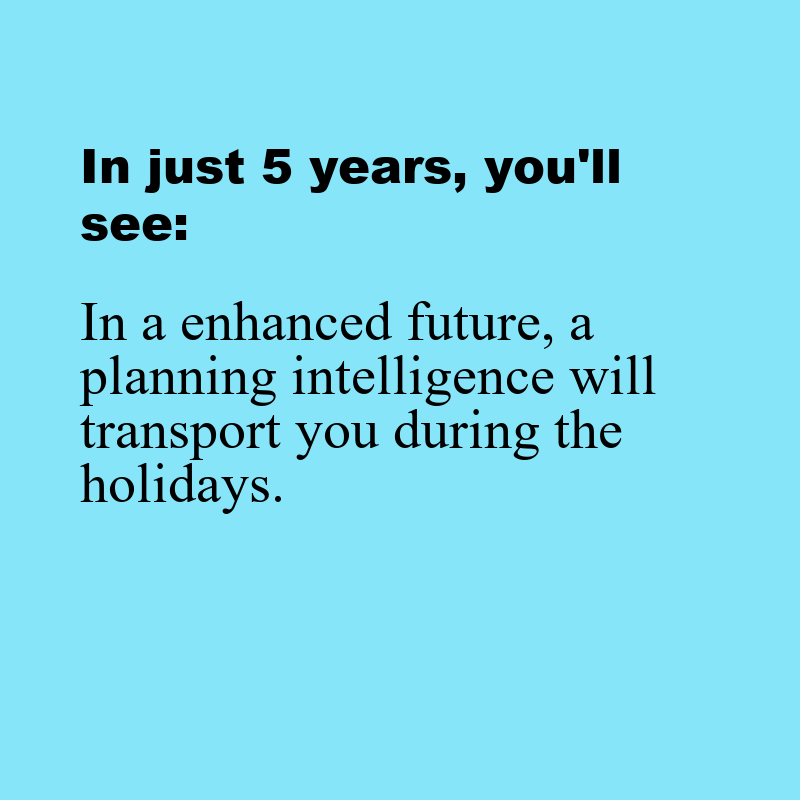 In just 5 years, you'll
see:
In a enhanced future, a
planning intelligence will
transport you during the
holidays.